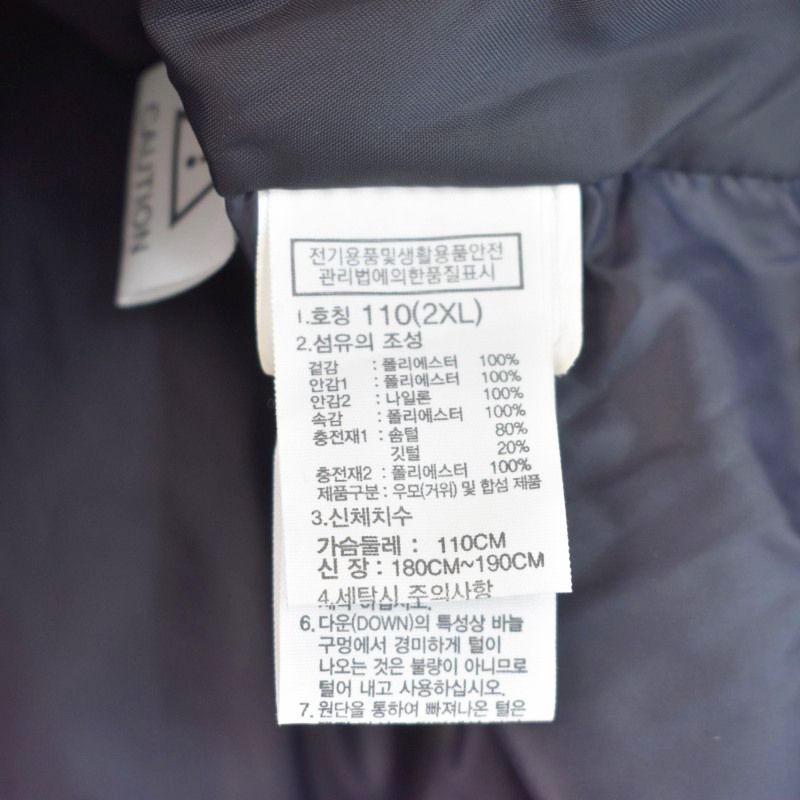 CAUTION
전기용품및생활용품안전
관리법에의한품질표시
1.호칭 110(2XL)
2.섬유의 조성
겉감 : 폴리에스터 100%
안감1 : 폴리에스터 100%
안감2 : 나일론 100%
속감 : 폴리에스터 100%
충전재1 : 솜털 80%
깃털 20%
충전재2 : 폴리에스터 100%
제품구분 : 우모(거위) 및 합성 제품
3.신체치수
가슴둘레 : 110CM
신 장 : 180CM~190CM
4.세탁시 주의사항
6.다운(DOWN)의 특성상 바늘
구멍에서 경미하게 털이
나오는 것은 불량이 아니므로
털어 내고 사용하십시오.
7.원단을 통하여 빠져나온 털은